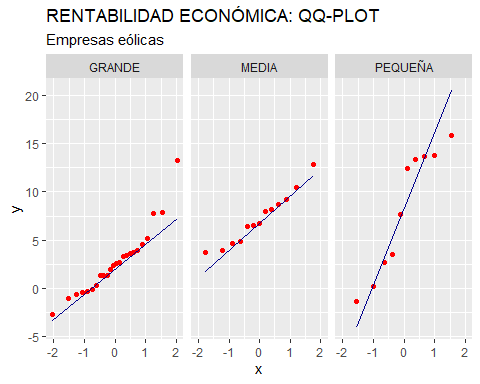 RENTABILIDAD ECONÓMICA: QQ-PLOT
Empresas eólicas
GRANDE MEDIA PEQUEÑA
20
15
10
5
0
-5
y
-2 -1 0 1 2 -2 -1 0 1 2 -2 -1 0 1 2
x